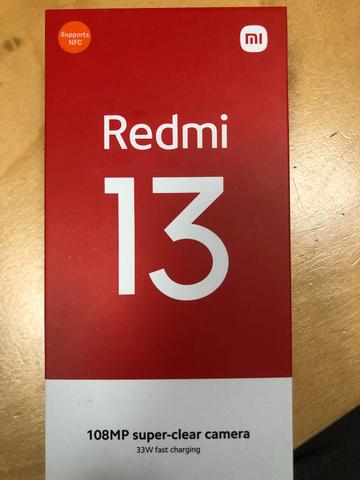 Supports
NFC
mi
Redmi
13
108MP super-clear camera
33W fast charging